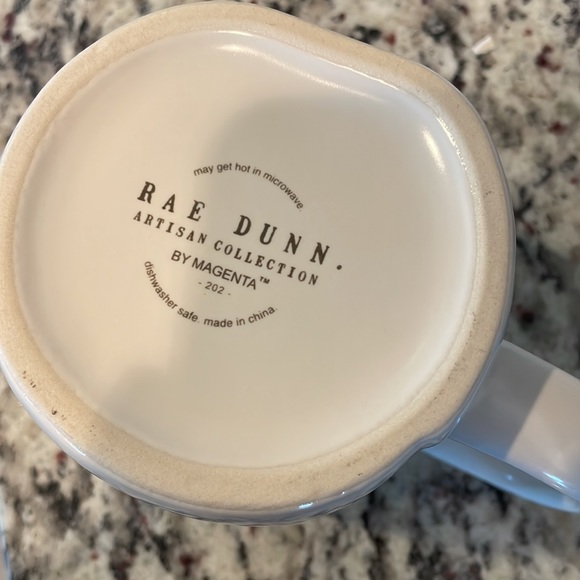 may get hot in microwave.
RAE DUNN.
ARTISAN COLLECTION
BY MAGENTA™
- 202 -
dishwasher safe. made in china.